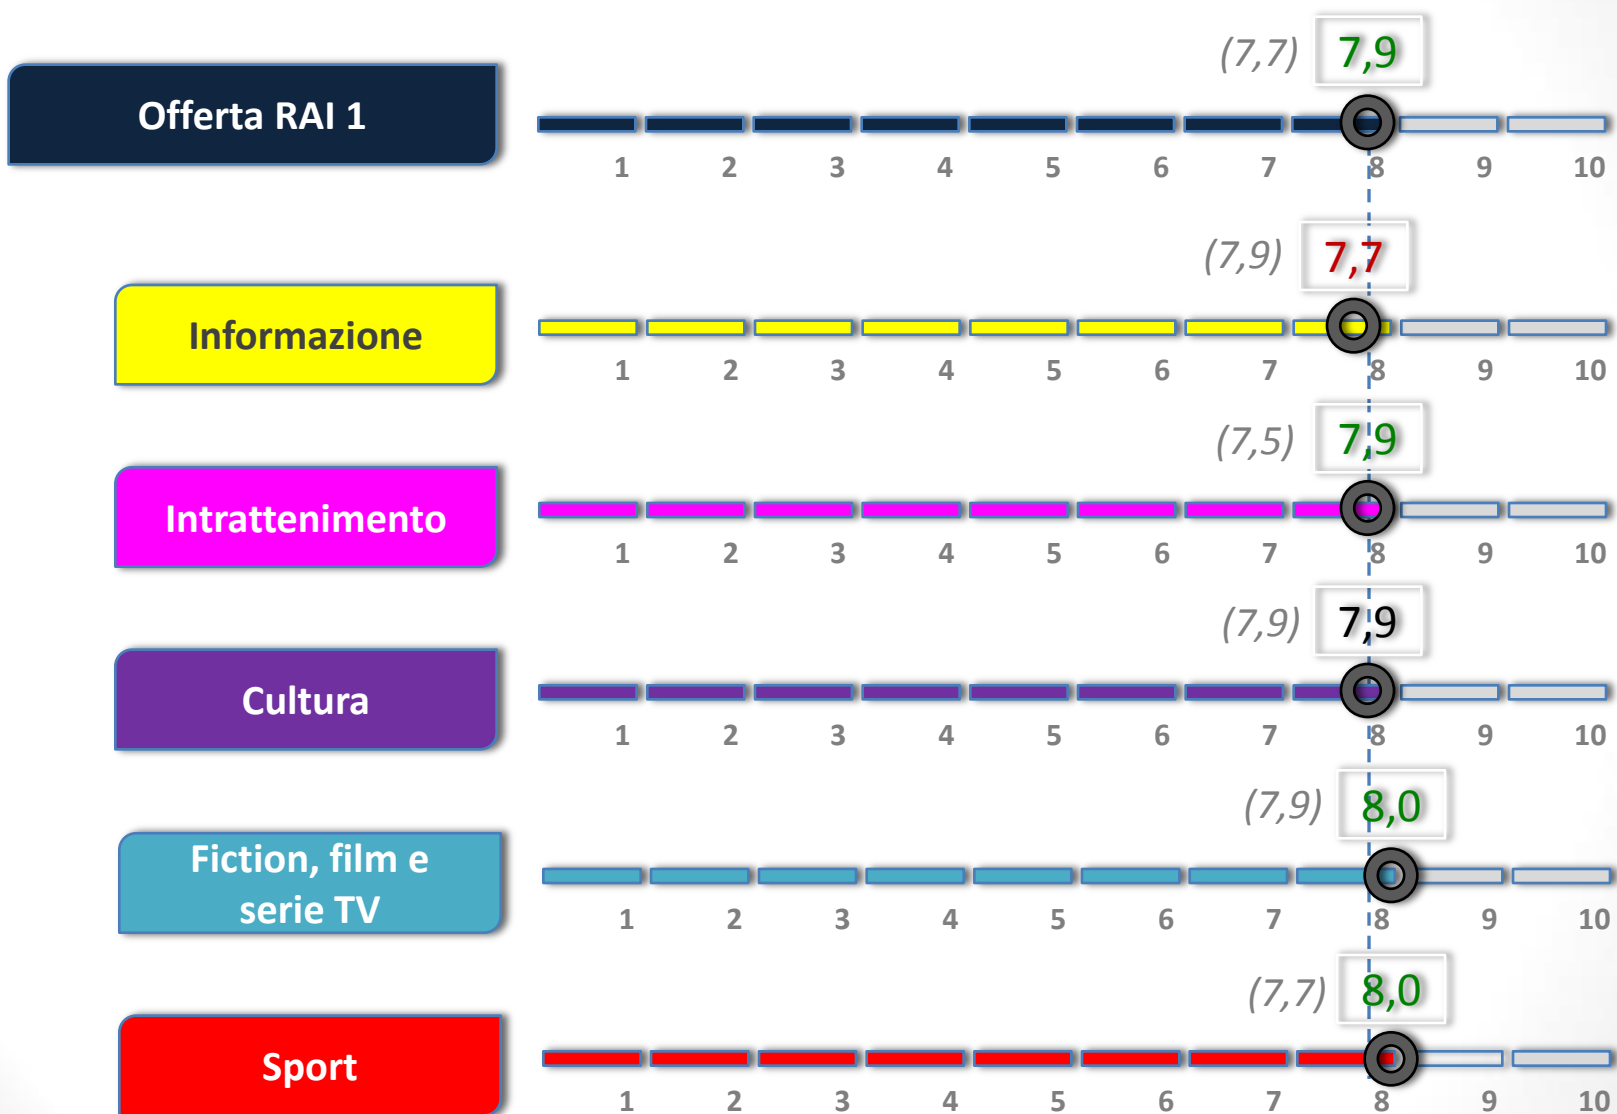 (7,7) 7,9
Offerta RAI 1
1 2 3 4 5 6 7 8 9 10
(7,9) 7,7
Informazione
1 2 3 4 5 6 7 8 9 10
(7,5) 7,9
Intrattenimento
1 2 3 4 5 6 7 8 9 10
(7,9) 7,9
Cultura
1 2 3 4 5 6 7 8 9 10
(7,9) 8,0
Fiction, film e
serie TV
1 2 3 4 5 6 7 8 9 10
(7,7) 8,0
Sport
1 2 3 4 5 6 7 8 9 10